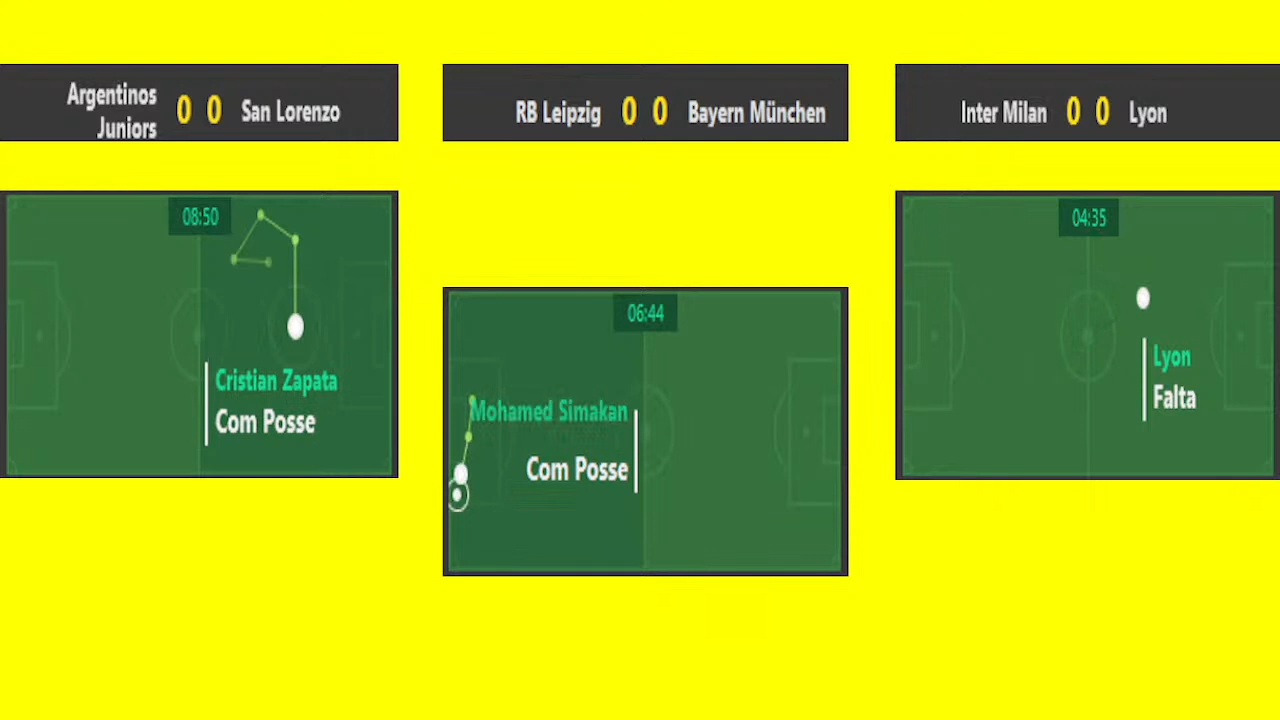 Argentinos
Juniors
0 0
San Lorenzo
RB Leipzig 0 0 Bayern München
Inter Milan 0 0 Lyon
08:50
Cristian Zapata
Com Posse
06:44
Mohamed Simakan
Com Posse
04:35
Lyon
Falta